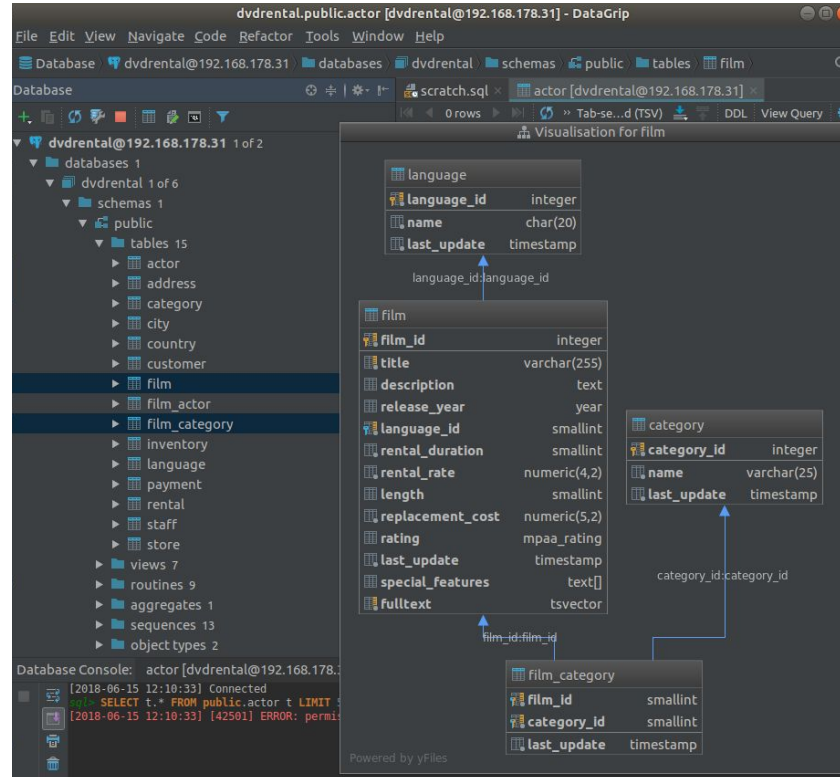 dvdrental.public.actor [dvdrental@192.168.178.31] - DataGrip
File Edit View Navigate Code Refactor Tools Window Help
Database dvdrental@192.168.178.31 databases dvdrental schemas public tables film
Database
scratch.sql actor [dvdrental@192.168.178.31]
0 rows Tab-se...d (TSV) DDL View Query
dvdrental@192.168.178.31 1 of 2
databases 1
dvdrental 1 of 6
schemas 1
public
tables 15
actor
address
category
city
country
customer
film
film_actor
film_category
inventory
language
payment
rental
staff
store
views 7
routines 9
aggregates 1
sequences 13
object types 2
Visualisation for film
language
language_id integer
name char(20)
last_update timestamp
language_id:language_id
film
film_id integer
title varchar(255)
description text
release_year year
language_id smallint
rental_duration smallint
rental_rate numeric(4,2)
length smallint
replacement_cost numeric(5,2)
rating mpaa_rating
last_update timestamp
special_features text[]
fulltext tsvector
category
category_id integer
name varchar(25)
last_update timestamp
category_id:category_id
film_id:film_id
film_category
film_id smallint
category_id smallint
last_update timestamp
Powered by yFiles
Database Console: actor [dvdrental@192.168.178.
[2018-06-15 12:10:33] Connected
sql> SELECT t.* FROM public.actor t LIMIT
[2018-06-15 12:10:33] [42501] ERROR: permis